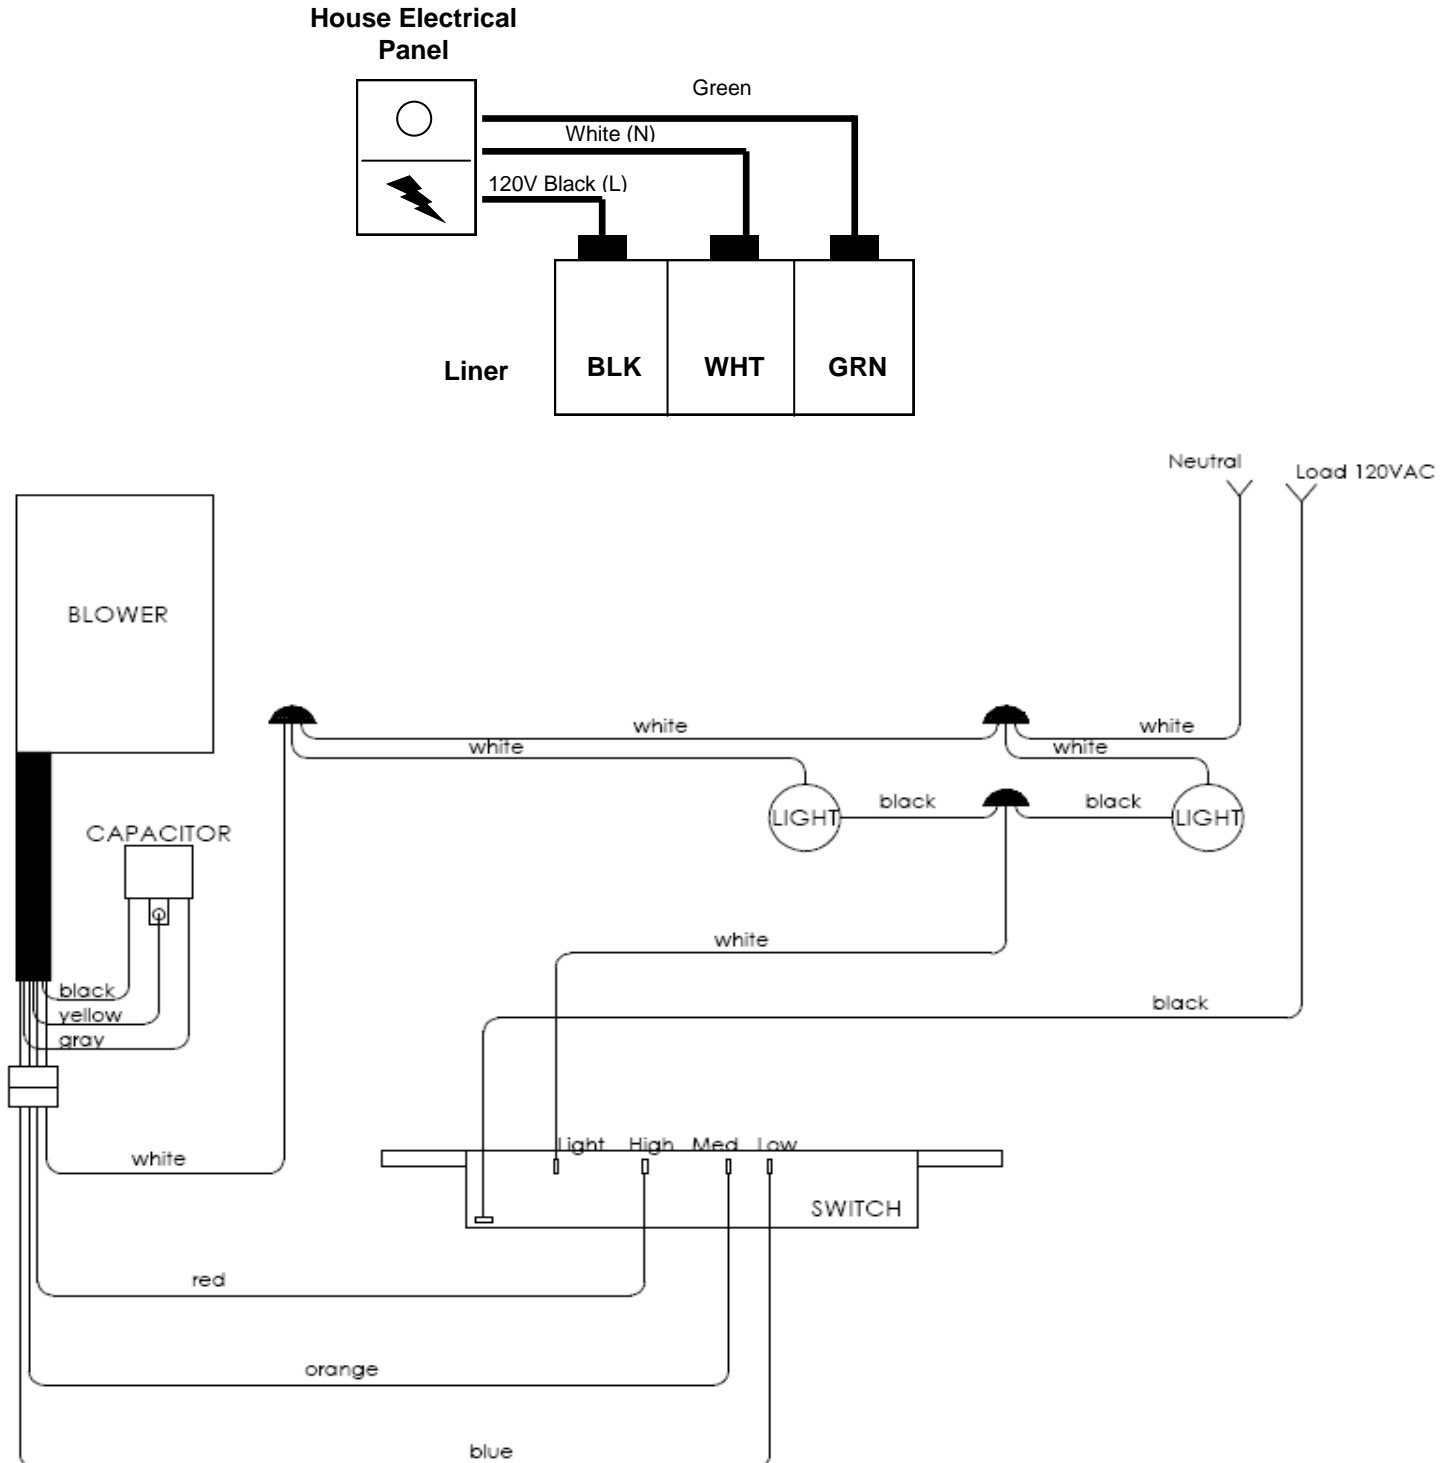 House Electrical
Panel
Green
White (N)
120V Black (L)
Liner
BLK
WHT
GRN
Neutral
Load 120VAC
BLOWER
white
white
white
white
LIGHT
black
black
LIGHT
CAPACITOR
white
black
yellow
gray
black
white
Light
High
Med
Low
SWITCH
red
orange
blue